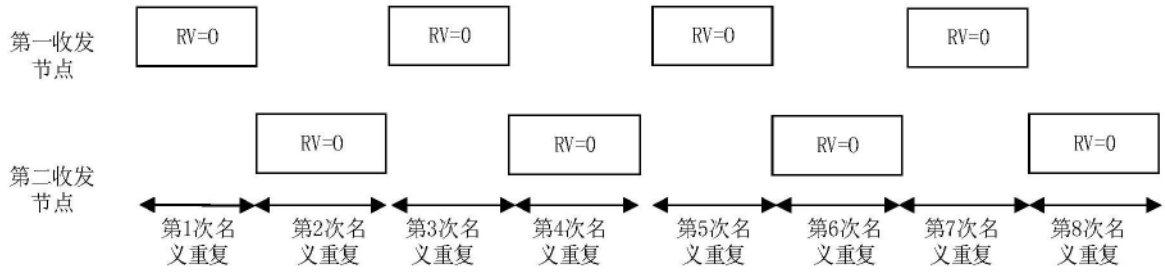 第一收发
节点
RV=0
RV=0
RV=0
RV=0
第二收发
节点
RV=0
RV=0
RV=0
RV=0
第1次名
义重复
第2次名
义重复
第3次名
义重复
第4次名
义重复
第5次名
义重复
第6次名
义重复
第7次名
义重复
第8次名
义重复